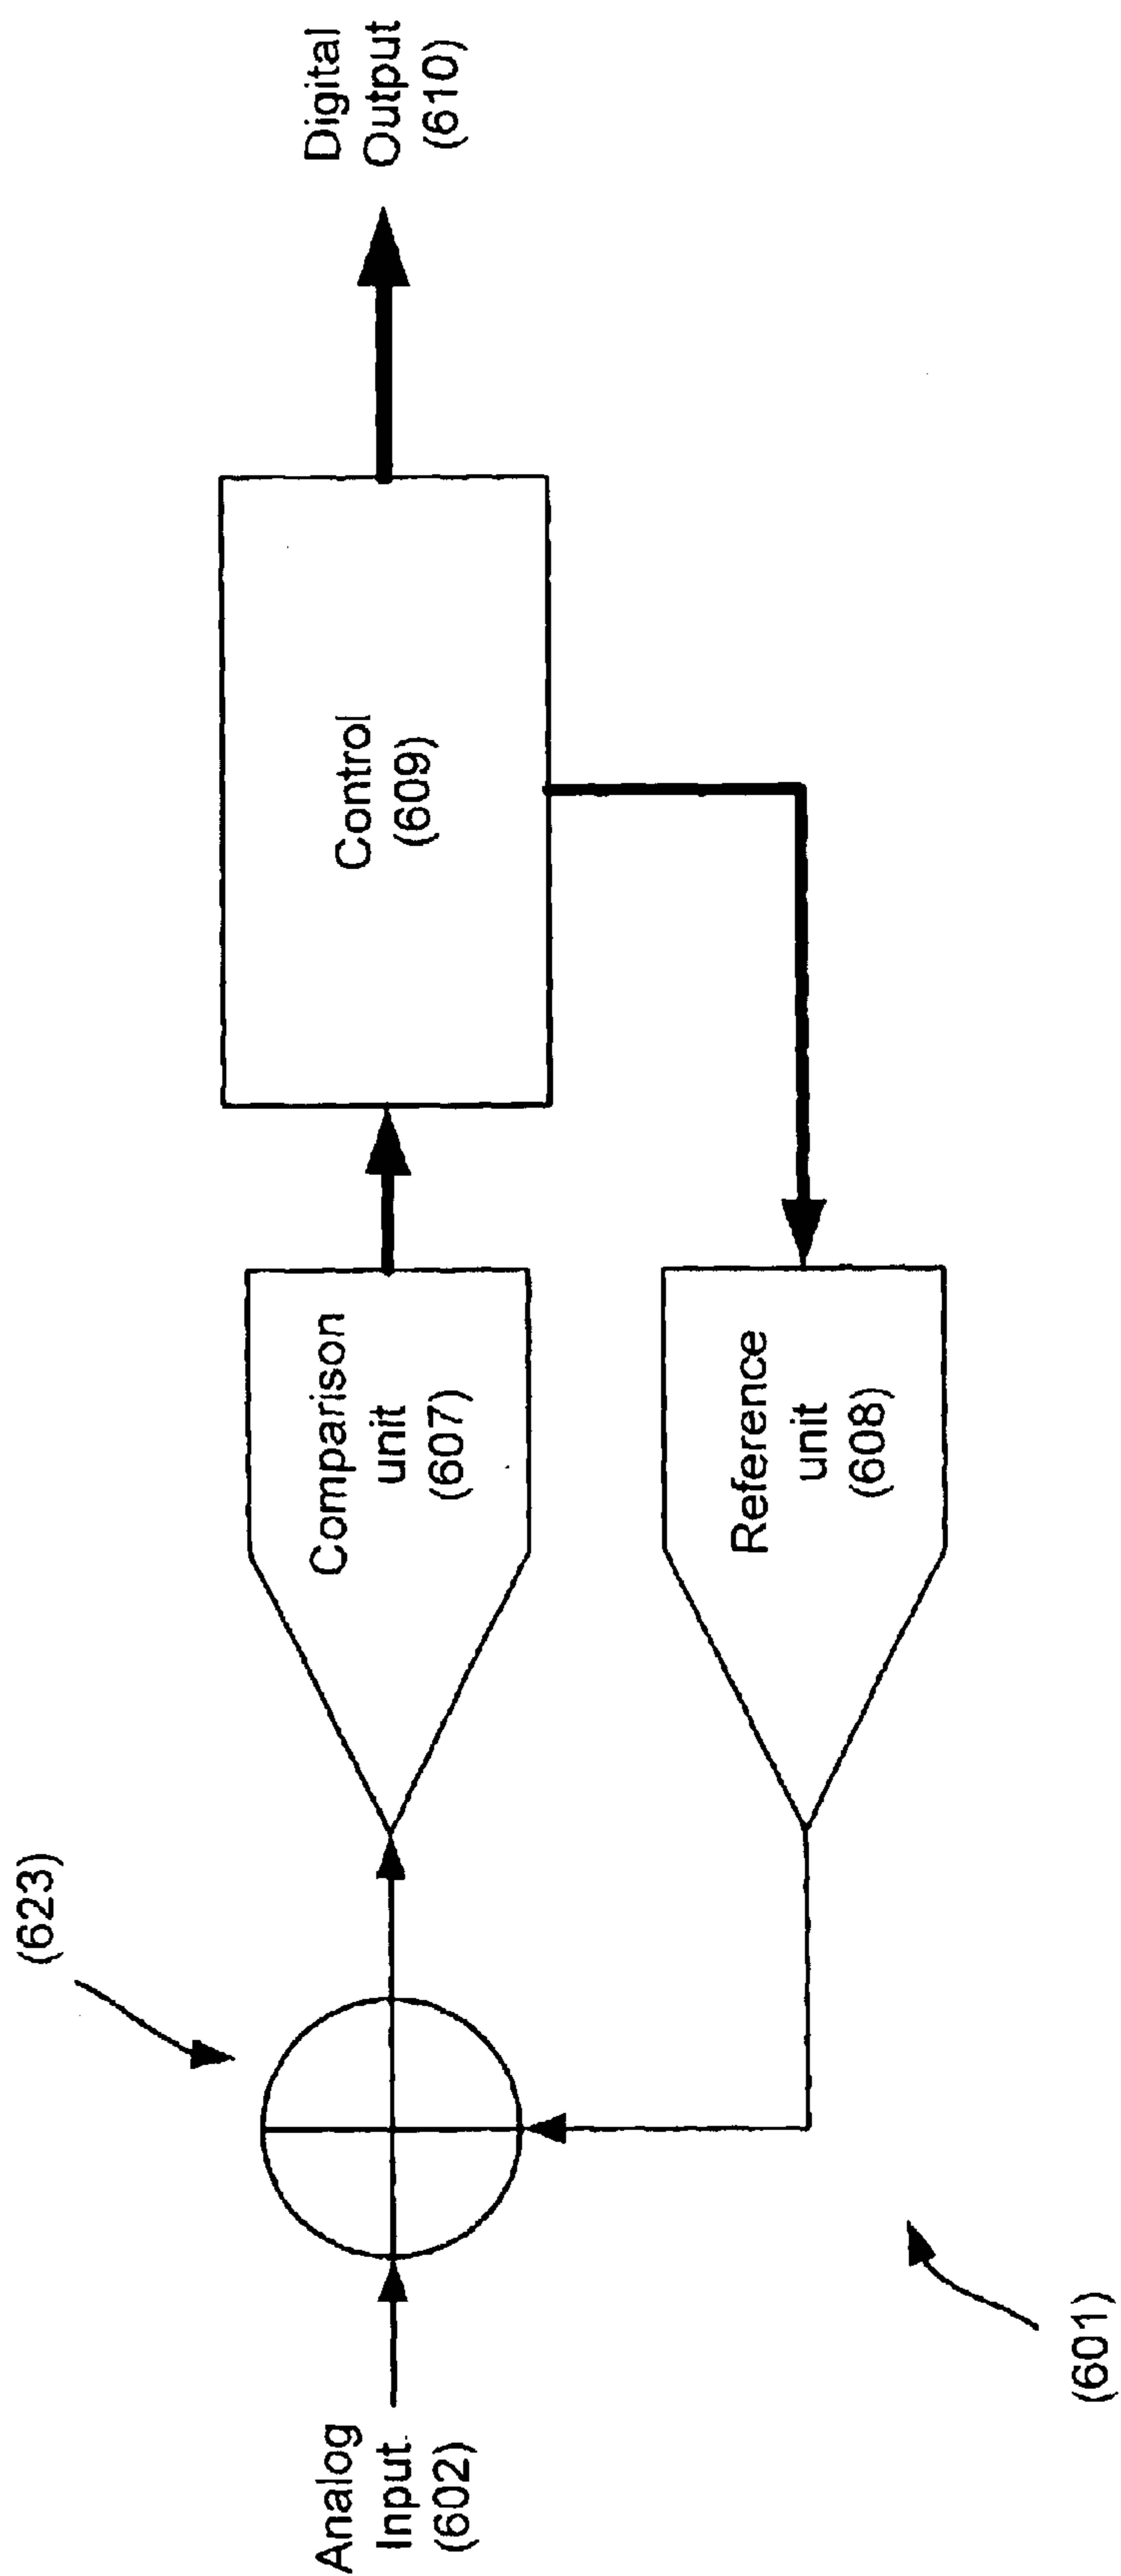 (623)
Analog
Input
(602)
Comparison
unit
(607)
Control
(609)
Digital
Output
(610)
Reference
unit
(608)
(601)